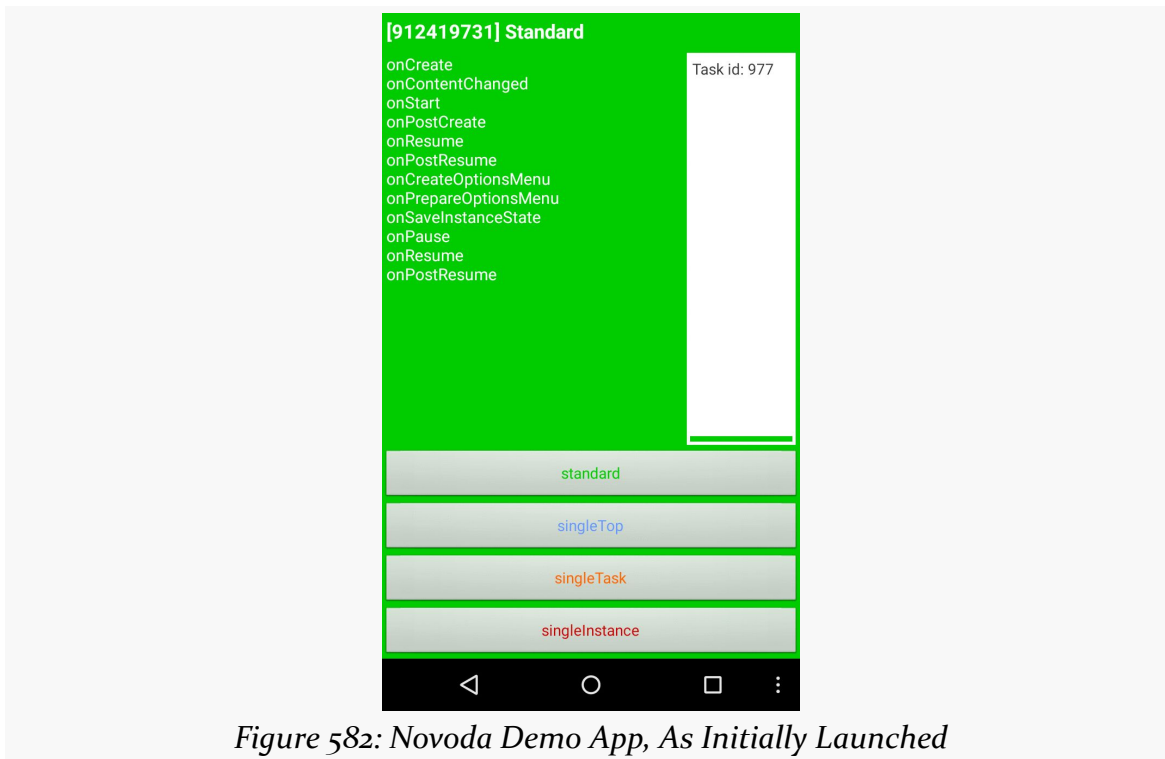 [912419731] Standard
onCreate
onContentChanged
onStart
onPostCreate
onResume
onPostResume
onCreateOptionsMenu
onPrepareOptionsMenu
onSaveInstanceState
onPause
onResume
onPostResume
Task id: 977
standard
singleTop
singleTask
singleInstance
Figure 582: Novoda Demo App, As Initially Launched